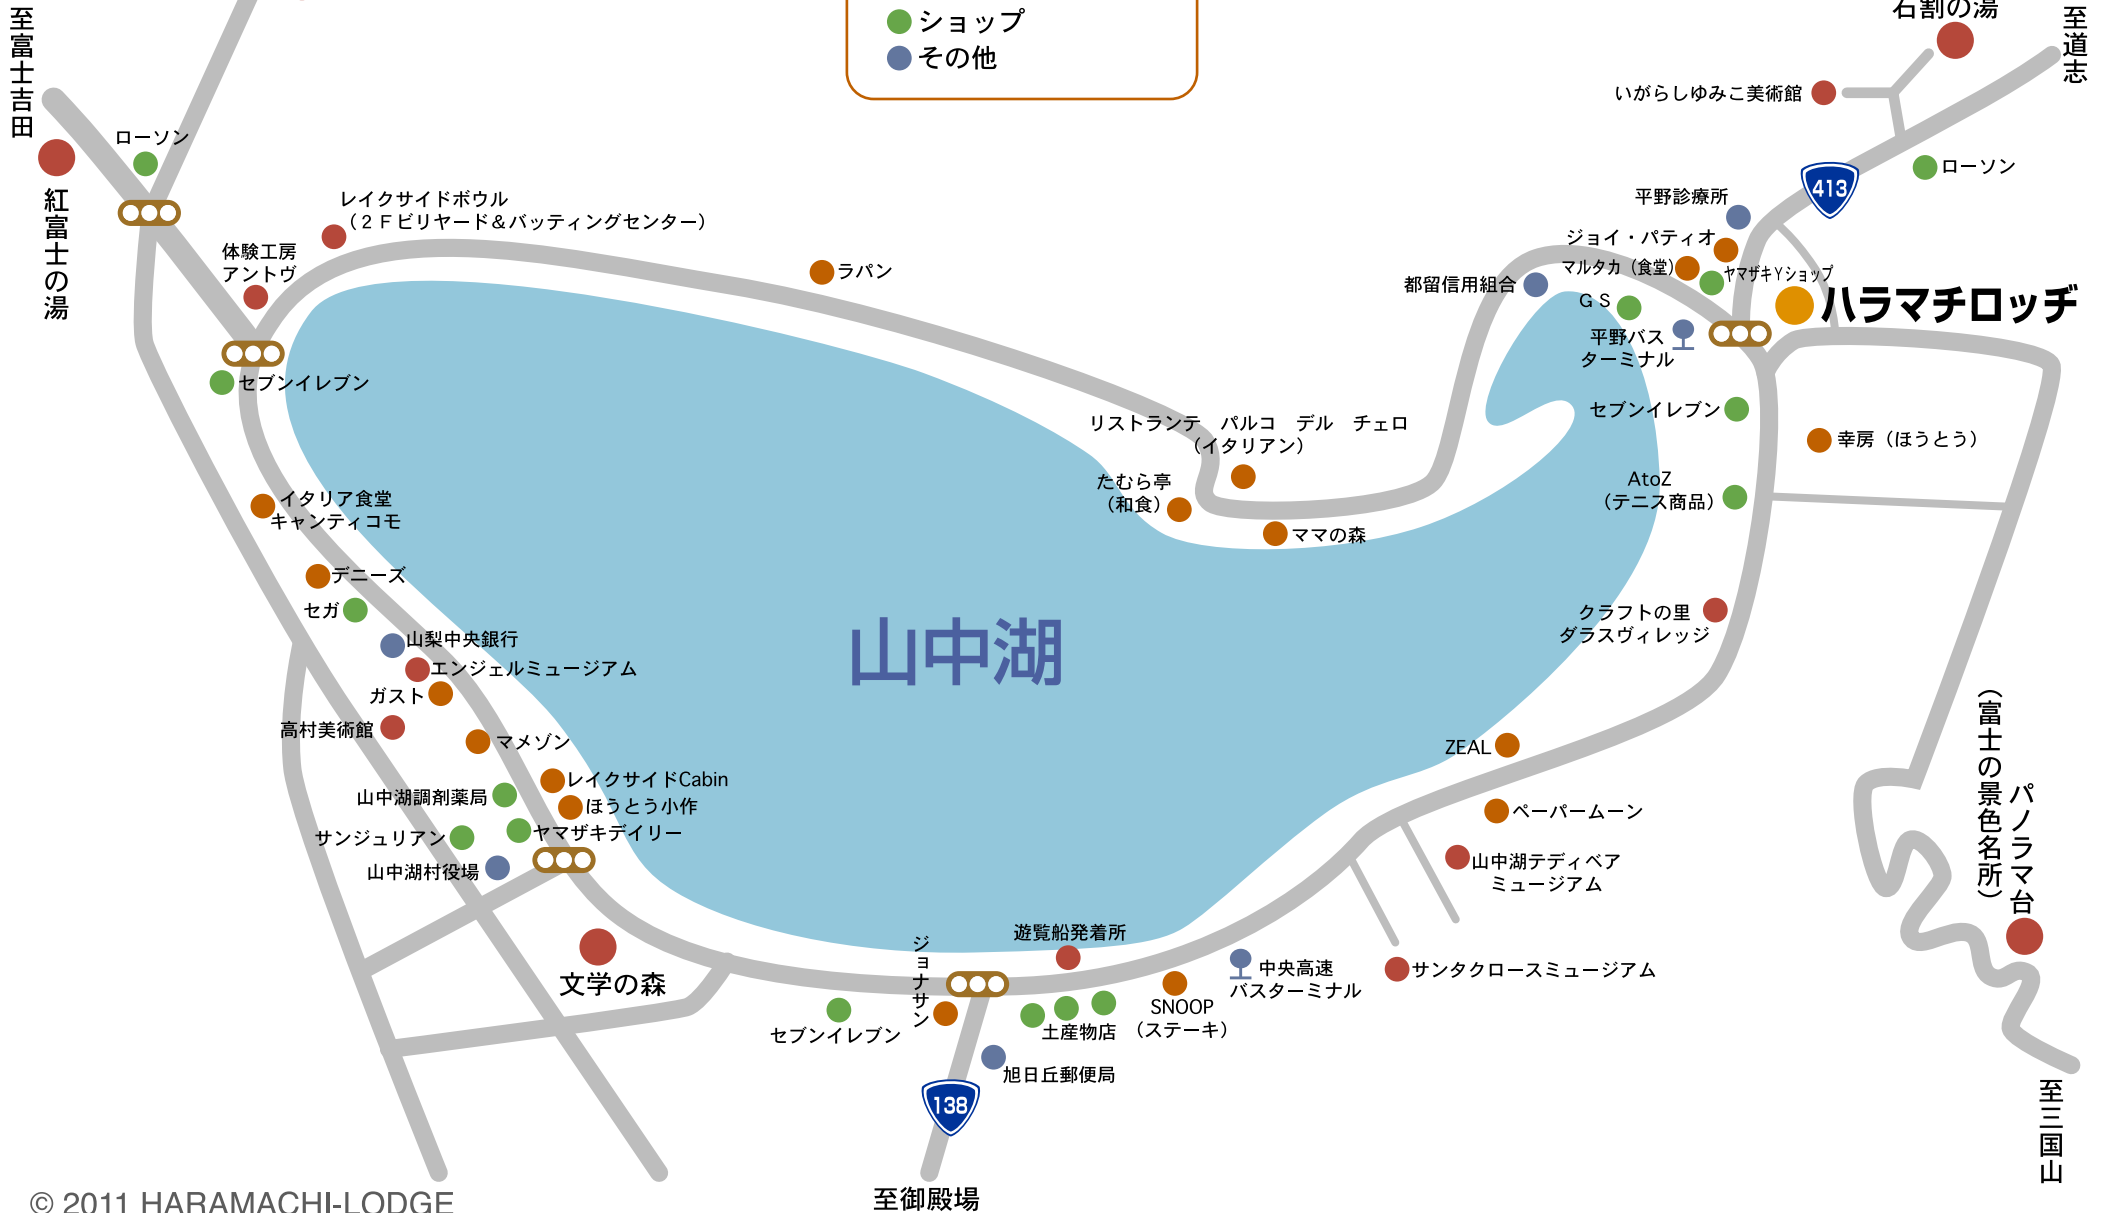 至富士吉田
ショップ
その他
石割の湯
至道志
いがらしゆみこ美術館
ローソン
413
ローソン
紅富士の湯
レイクサイドボウル
（２Ｆビリヤード＆バッティングセンター）
体験工房
アントヴ
ラパン
平野診療所
ジョイ・パティオ
マルタカ（食堂）
ヤマザキＹショップ
都留信用組合
ＧＳ
ハラマチロッヂ
平野バス
ターミナル
セブンイレブン
セブンイレブン
リストランテ　パルコ　デル　チェロ
（イタリアン）
幸房（ほうとう）
たむら亭
（和食）
AtoZ
（テニス商品）
ママの森
イタリア食堂
キャンティコモ
デニーズ
セガ
山梨中央銀行
エンジェルミュージアム
ガスト
高村美術館
マメゾン
山中湖
クラフトの里
ダラスヴィレッジ
ZEAL
レイクサイドCabin
ほうとう小作
山中湖調剤薬局
ヤマザキデイリー
サンジュリアン
山中湖村役場
ペーパームーン
山中湖テディベア
ミュージアム
パノラマ台
（富士の景色名所）
文学の森
遊覧船発着所
ジョナサン
中央高速
バスターミナル
サンタクロースミュージアム
セブンイレブン
土産物店
SNOOP
（ステーキ）
旭日丘郵便局
138
至三国山
至御殿場
© 2011 HARAMACHI-LODGE